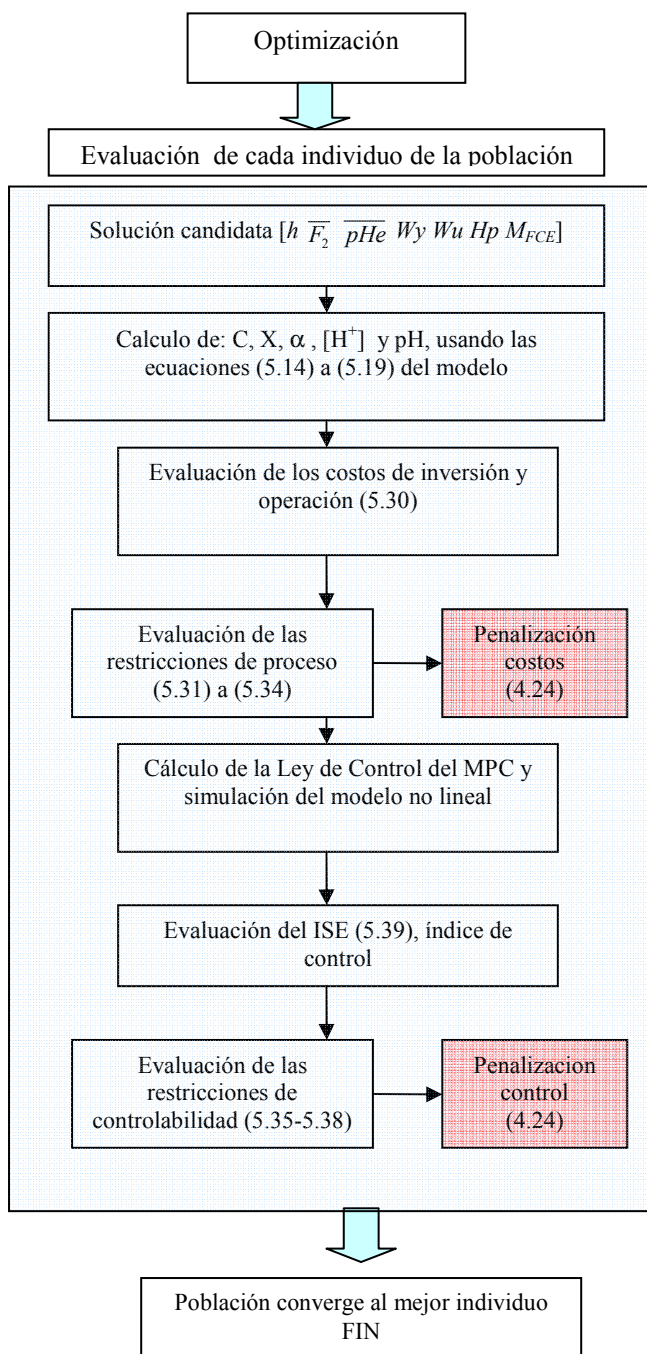 Optimización
Evaluación de cada individuo de la población
Solución candidata [h F̅₂ p̅H̅e̅ Wy Wu Hp M_FCE]
Calculo de: C, X, α , [H⁺] y pH, usando las
ecuaciones (5.14) a (5.19) del modelo
Evaluación de los costos de inversión y
operación (5.30)
Evaluación de las
restricciones de proceso
(5.31) a (5.34)
Penalización
costos
(4.24)
Cálculo de la Ley de Control del MPC y
simulación del modelo no lineal
Evaluación del ISE (5.39), índice de
control
Evaluación de las
restricciones de
controlabilidad (5.35-5.38)
Penalizacion
control
(4.24)
Población converge al mejor individuo
FIN